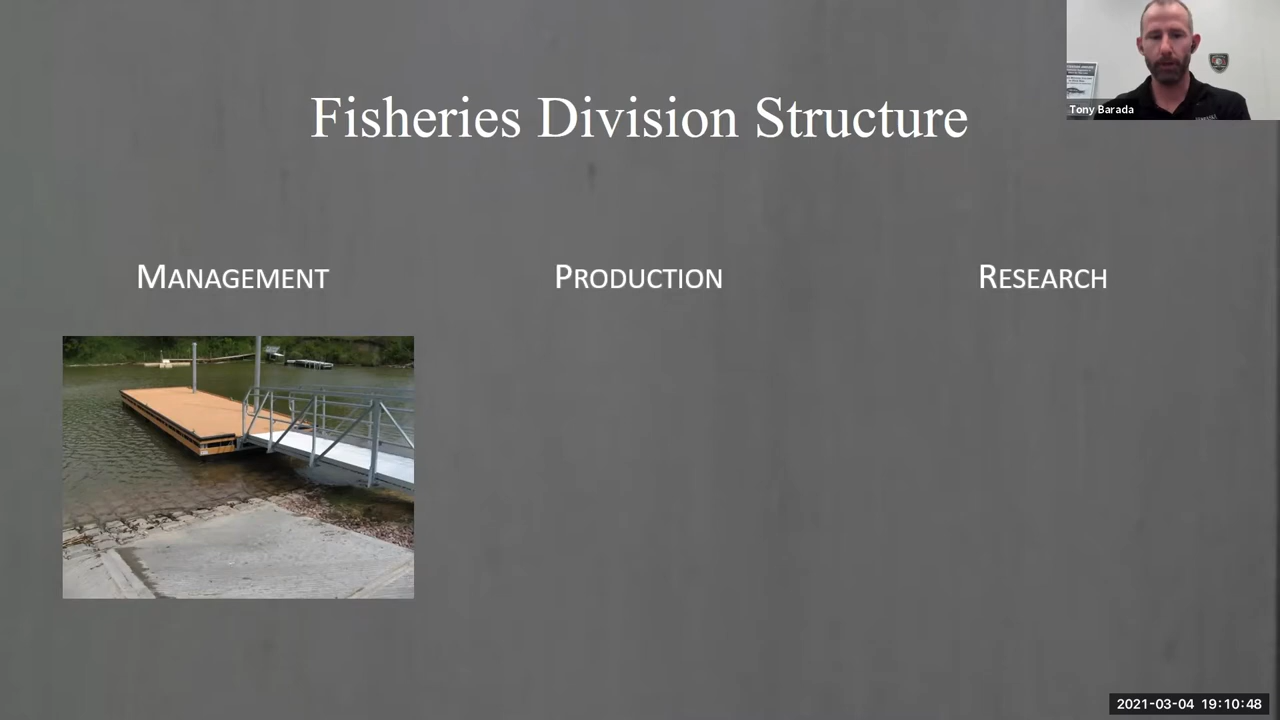 Fisheries Division Structure
Tony Barada
MANAGEMENT
PRODUCTION
RESEARCH
2021-03-04 19:10:48